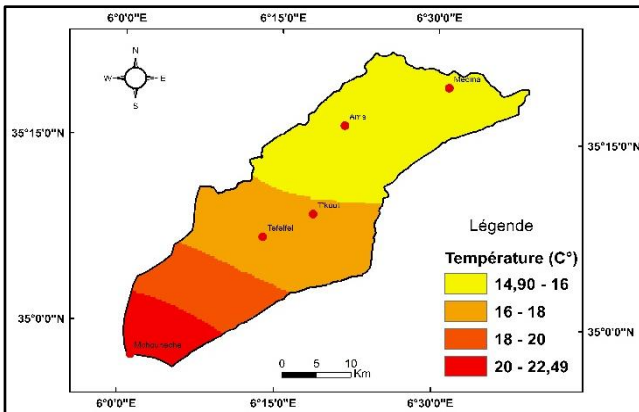 6°0'0"E 6°15'0"E 6°30'0"E
N
W E
S
Medina
35°15'0"N 35°15'0"N
Arris
T'kout
Tefelfel
Légende
Température (C°)
14,90 - 16
16 - 18
35°0'0"N 35°0'0"N
18 - 20
20 - 22,49
0 5 10
Km
6°0'0"E 6°15'0"E 6°30'0"E